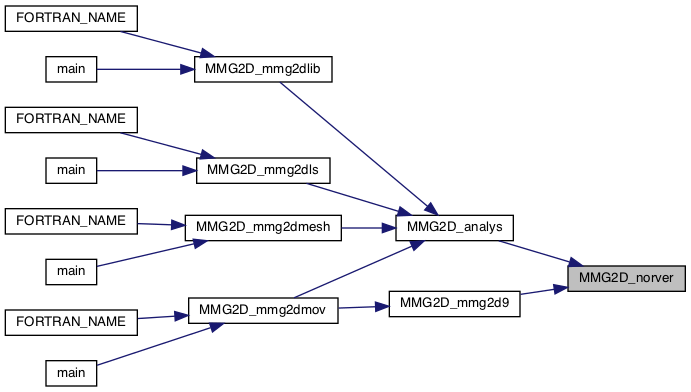 FORTRAN_NAME
main
MMG2D_mmg2dlib
FORTRAN_NAME
main
MMG2D_mmg2dls
FORTRAN_NAME
main
MMG2D_mmg2dmesh
MMG2D_analys
MMG2D_norver
FORTRAN_NAME
main
MMG2D_mmg2dmov
MMG2D_mmg2d9